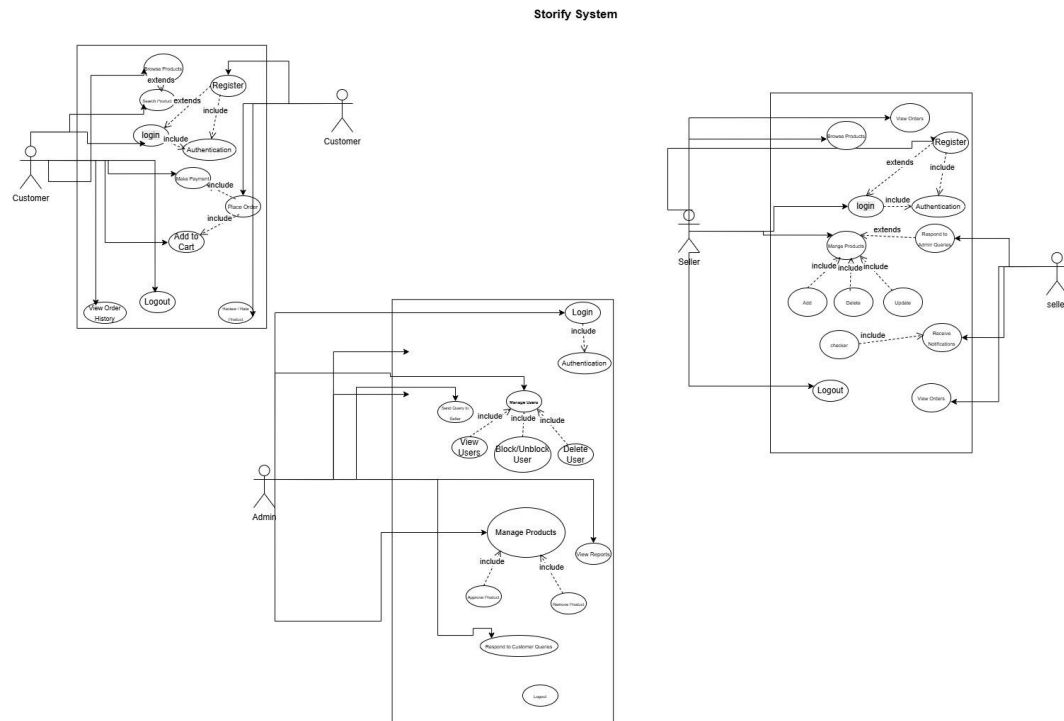 Storify System
Browse Products
extends
Search Product
extends
Register
include
login
include
Authentication
Customer
Customer
Make Payment
include
Place Order
include
Add to
Cart
View Order
History
Logout
Product
View Orders
Browse Products
Register
extends
include
login
include
Authentication
Seller
Mange Products
extends
Respond to
Admin Queries
include
include
include
Add
Delete
Update
seller
checker
include
Receive
Notifications
Logout
View Orders
Login
include
Authentication
Send Query to
Seller
Manage Users
include
include
include
View
Users
Block/Unblock
User
Delete
User
Admin
Manage Products
View Reports
include
include
Approve Product
Remove Product
Respond to Customer Queries
Logout